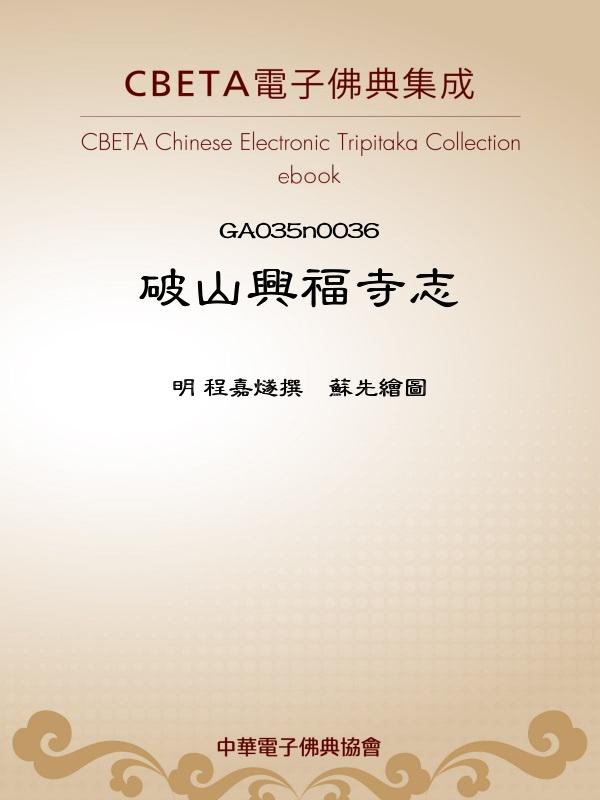 CBETA電子佛典集成
CBETA Chinese Electronic Tripitaka Collection
ebook
GA035n0036
破山興福寺志
明 程嘉燧撰　蘇先繪圖
中華電子佛典協會